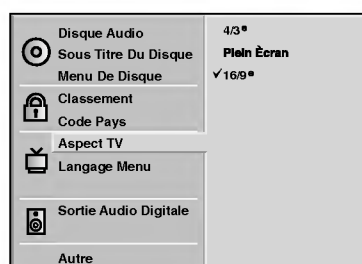 Disque Audio
Sous Titre Du Disque
Menu De Disque
Classement
Code Pays
Aspect TV
Langage Menu
Sortie Audio Digitale
Autre
4/3
Plein Ècran
✓16/9